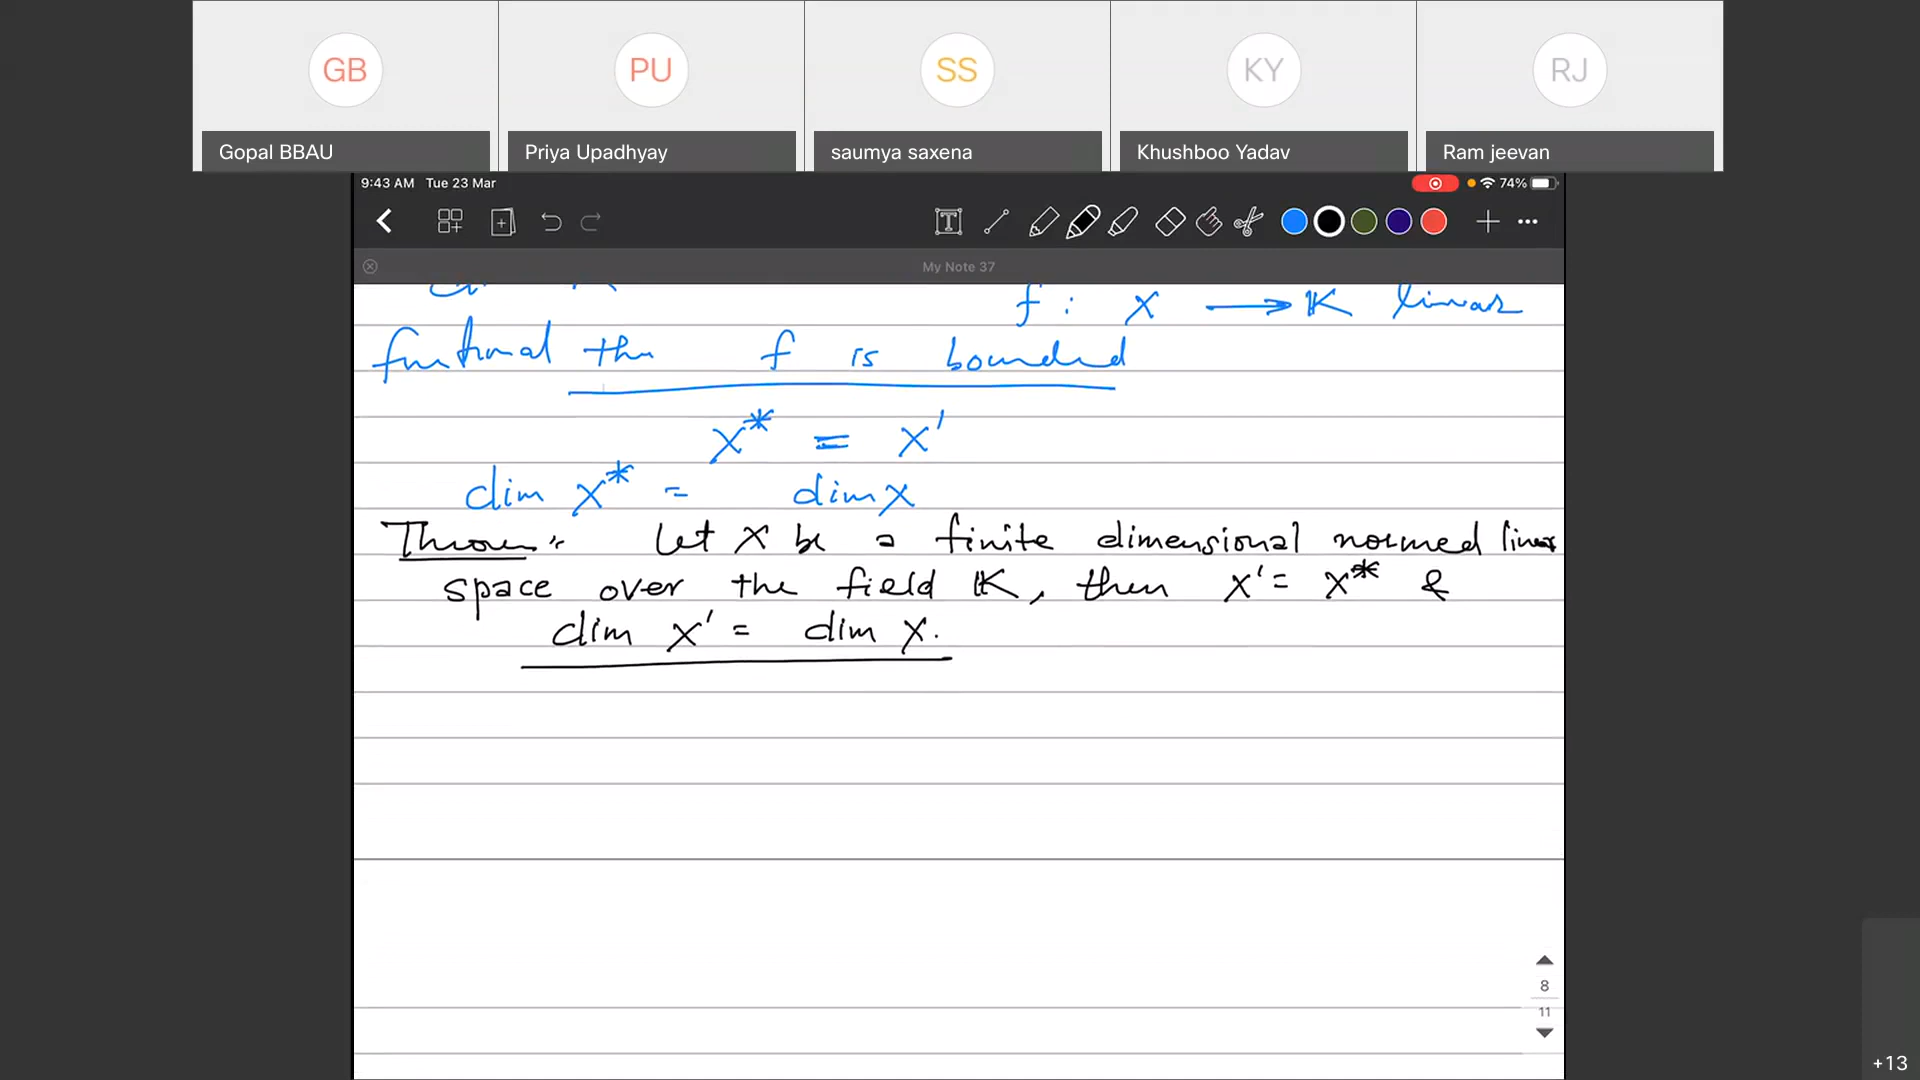 GB PU SS KY RJ
Gopal BBAU Priya Upadhyay saumya saxena Khushboo Yadav Ram jeevan
9:43 AM Tue 23 Mar 74%
My Note 37
f : X ⟶ 𝕂 linear
functional the f is bounded
X* = X'
dim X* = dim X
Theorem:- Let X be a finite dimensional normed linear
space over the field 𝕂, then X' = X* &
dim X' = dim X.
8
11
+13